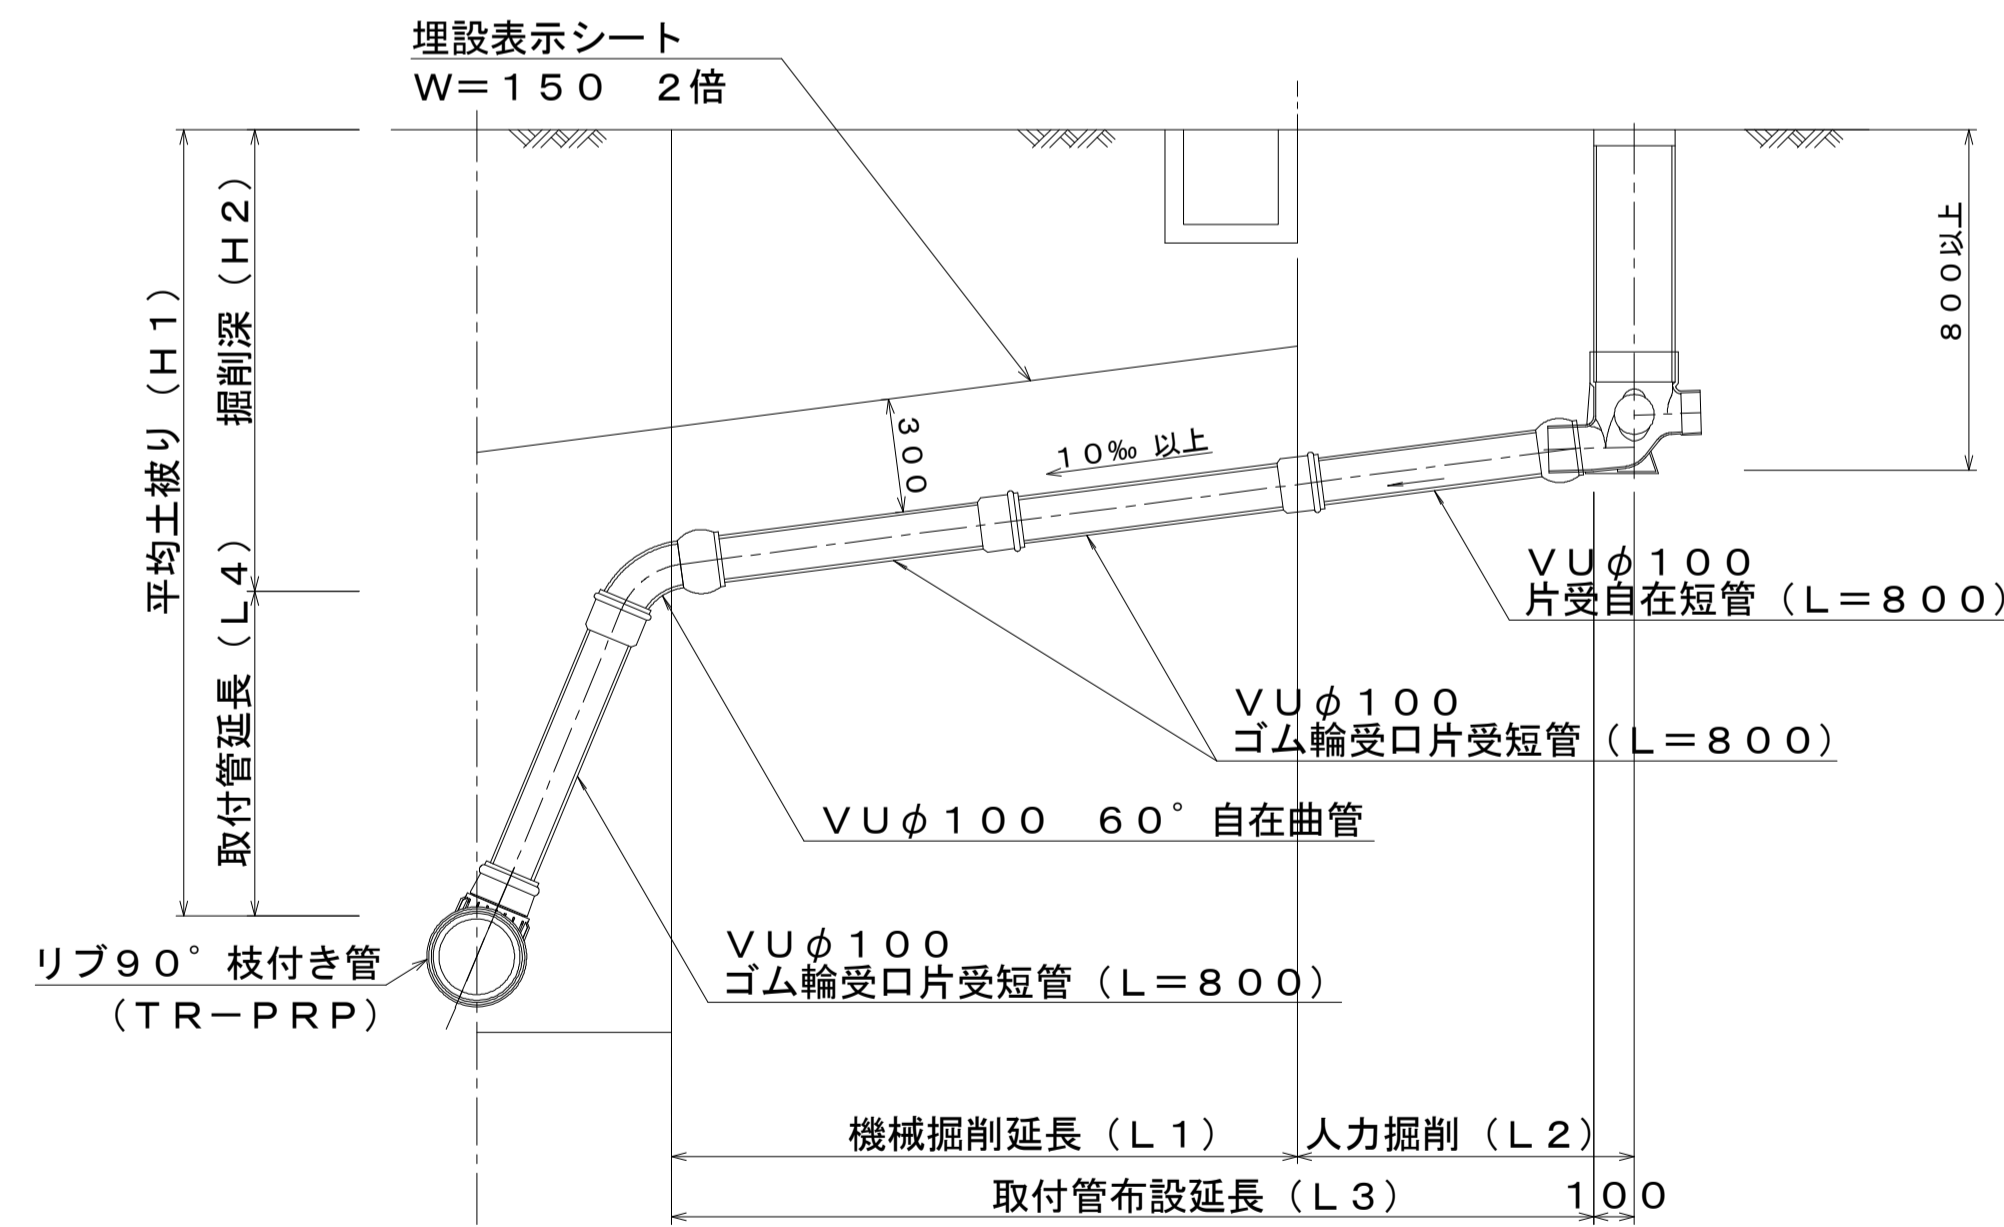 埋設表示シート
W=150　2倍
平均土被り（H1）
掘削深（H2）
取付管延長（L4）
800以上
300
10‰ 以上
VUφ100
片受自在短管（L=800）
VUφ100
ゴム輪受口片受短管（L=800）
VUφ100　60°自在曲管
VUφ100
ゴム輪受口片受短管（L=800）
リブ90°枝付き管
（TR－PRP）
機械掘削延長（L1）
人力掘削（L2）
取付管布設延長（L3）
100